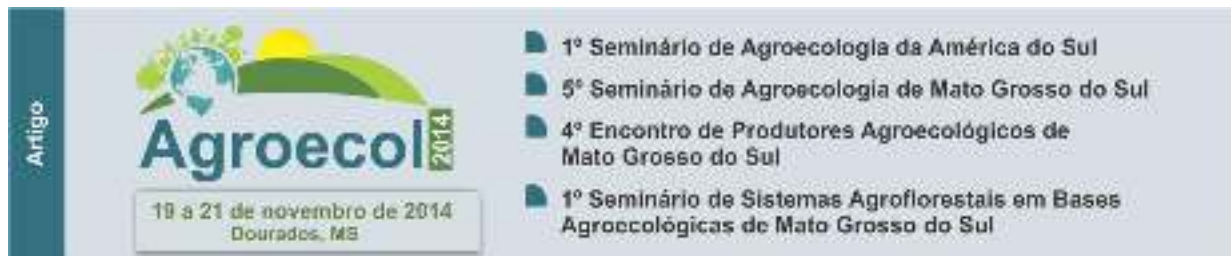 Artigo
Agroecol 2014
19 a 21 de novembro de 2014
Dourados, MS
1º Seminário de Agroecologia da América do Sul
5º Seminário de Agroecologia de Mato Grosso do Sul
4º Encontro de Produtores Agroecológicos de
Mato Grosso do Sul
1º Seminário de Sistemas Agroflorestais em Bases
Agroecológicas de Mato Grosso do Sul